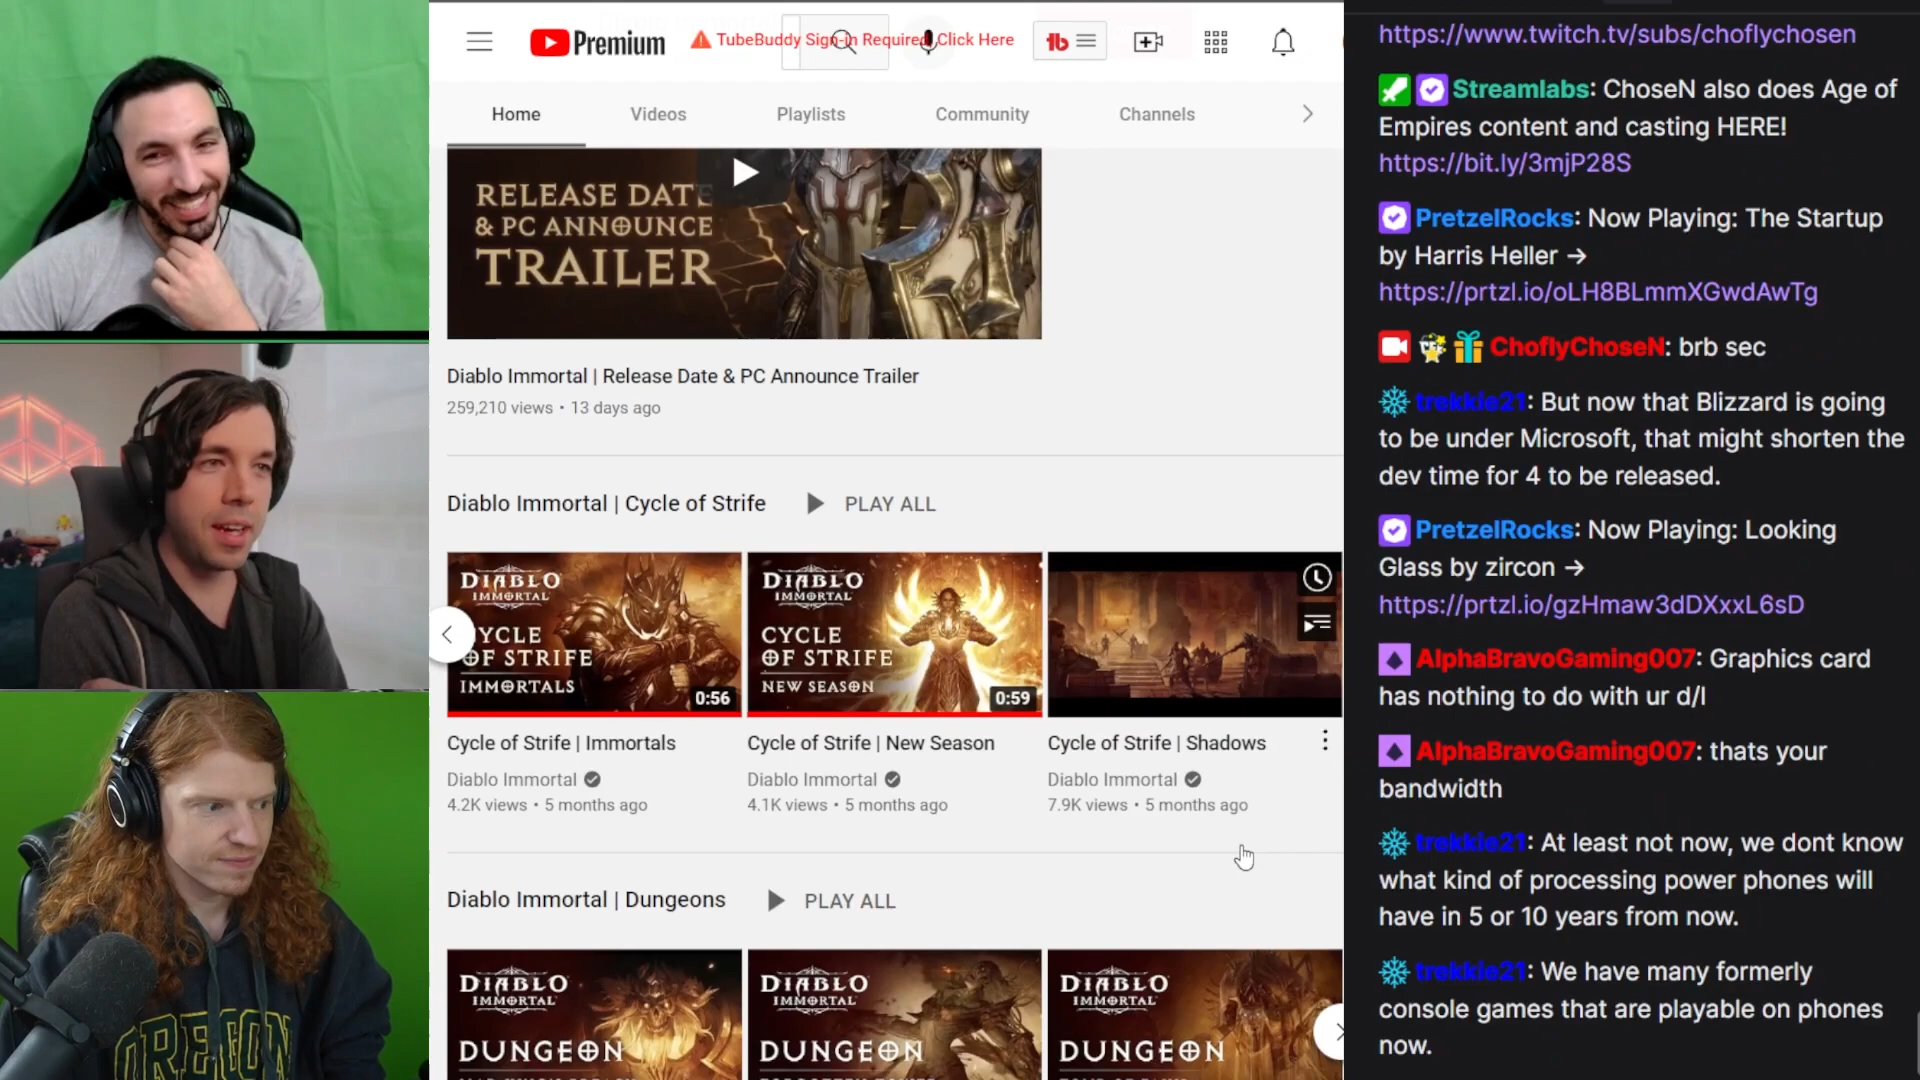 Premium
TubeBuddy Sign-in Required Click Here
tb
Home
Videos
Playlists
Community
Channels
RELEASE DATE
& PC ANNOUNCE
TRAILER
Diablo Immortal | Release Date & PC Announce Trailer
259,210 views • 13 days ago
Diablo Immortal | Cycle of Strife
PLAY ALL
DIABLO
IMMORTAL
CYCLE
OF STRIFE
IMMORTALS
0:56
DIABLO
IMMORTAL
CYCLE
OF STRIFE
NEW SEASON
0:59
Cycle of Strife | Immortals
Diablo Immortal
4.2K views • 5 months ago
Cycle of Strife | New Season
Diablo Immortal
4.1K views • 5 months ago
Cycle of Strife | Shadows
Diablo Immortal
7.9K views • 5 months ago
Diablo Immortal | Dungeons
PLAY ALL
DIABLO
IMMORTAL
DUNGEON
DIABLO
IMMORTAL
DUNGEON
DIABLO
IMMORTAL
DUNGEON
OREGON
https://www.twitch.tv/subs/choflychosen
Streamlabs: ChoseN also does Age of
Empires content and casting HERE!
https://bit.ly/3mjP28S
PretzelRocks: Now Playing: The Startup
by Harris Heller →
https://prtzl.io/oLH8BLmmXGwdAwTg
ChoflyChoseN: brb sec
trekkie21: But now that Blizzard is going
to be under Microsoft, that might shorten the
dev time for 4 to be released.
PretzelRocks: Now Playing: Looking
Glass by zircon →
https://prtzl.io/gzHmaw3dDXxxL6sD
AlphaBravoGaming007: Graphics card
has nothing to do with ur d/l
AlphaBravoGaming007: thats your
bandwidth
trekkie21: At least not now, we dont know
what kind of processing power phones will
have in 5 or 10 years from now.
trekkie21: We have many formerly
console games that are playable on phones
now.